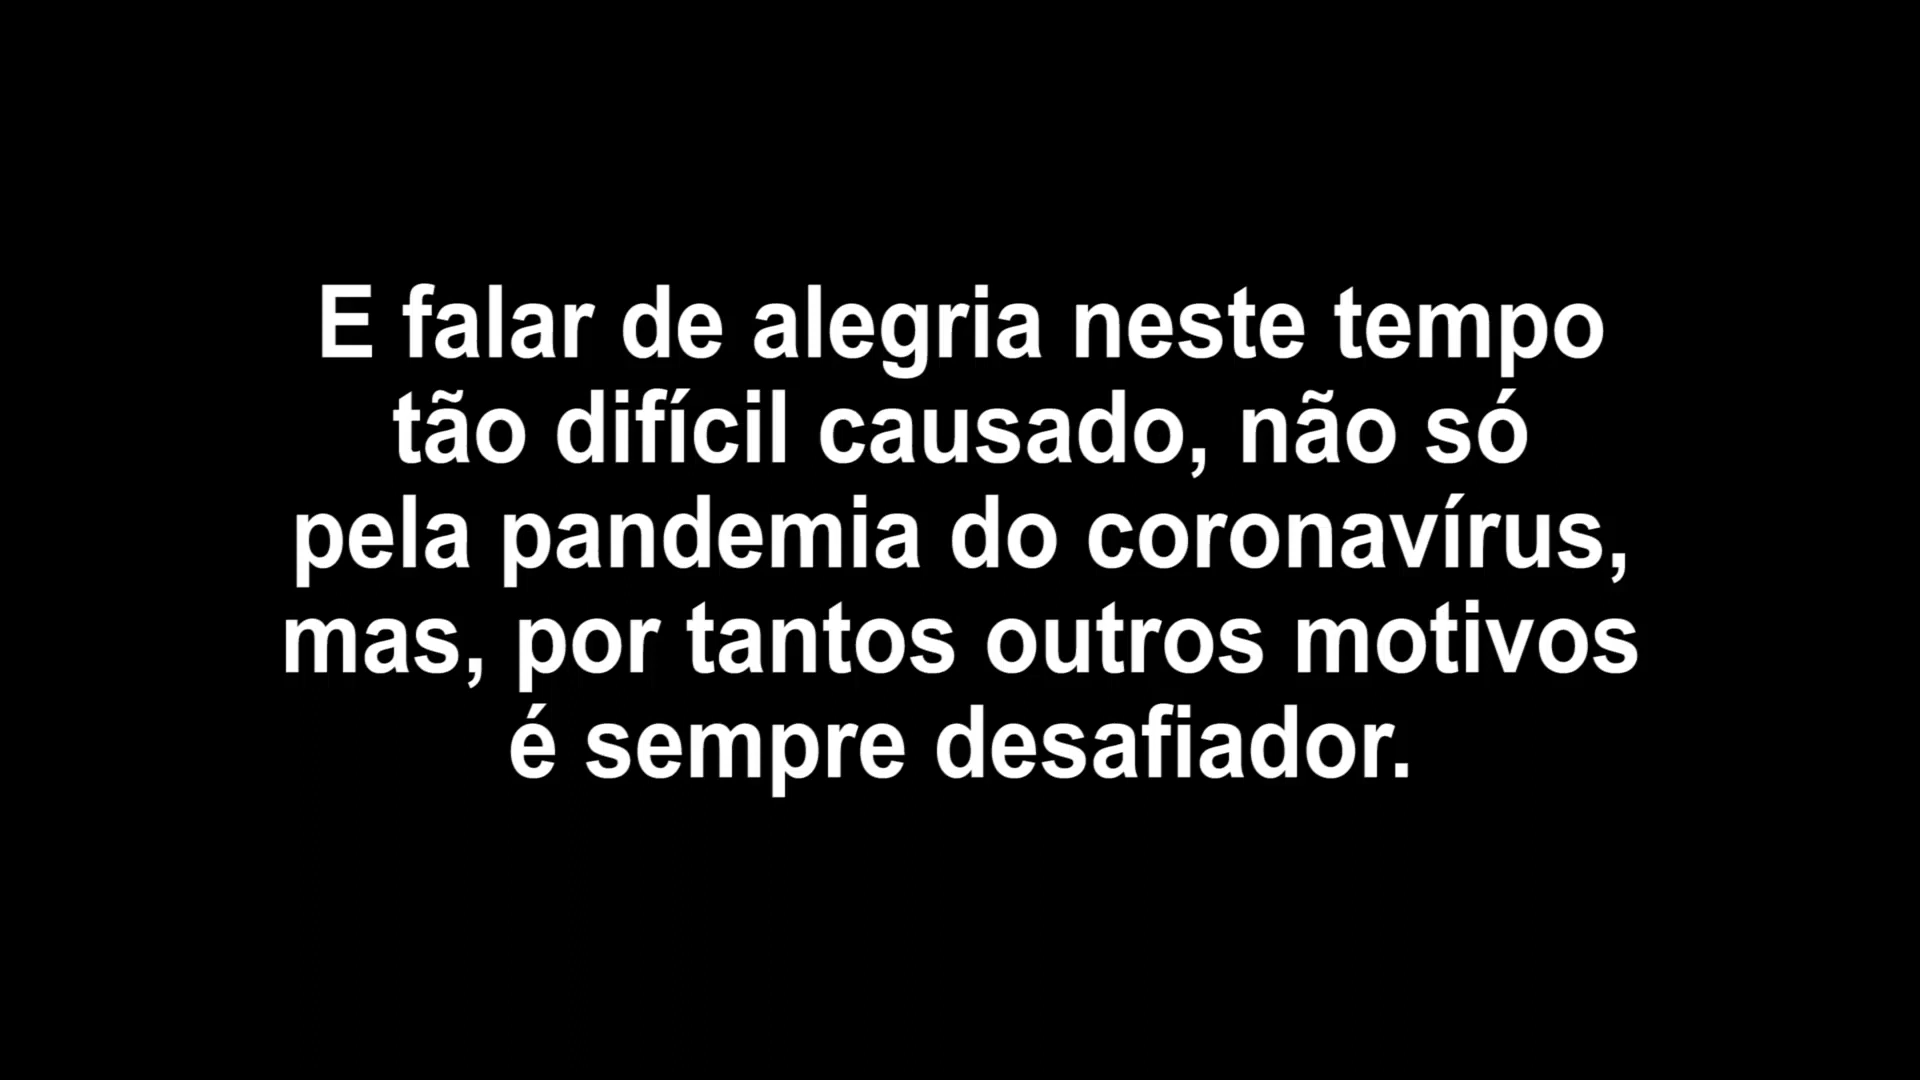 E falar de alegria neste tempo
tão difícil causado, não só
pela pandemia do coronavírus,
mas, por tantos outros motivos
é sempre desafiador.